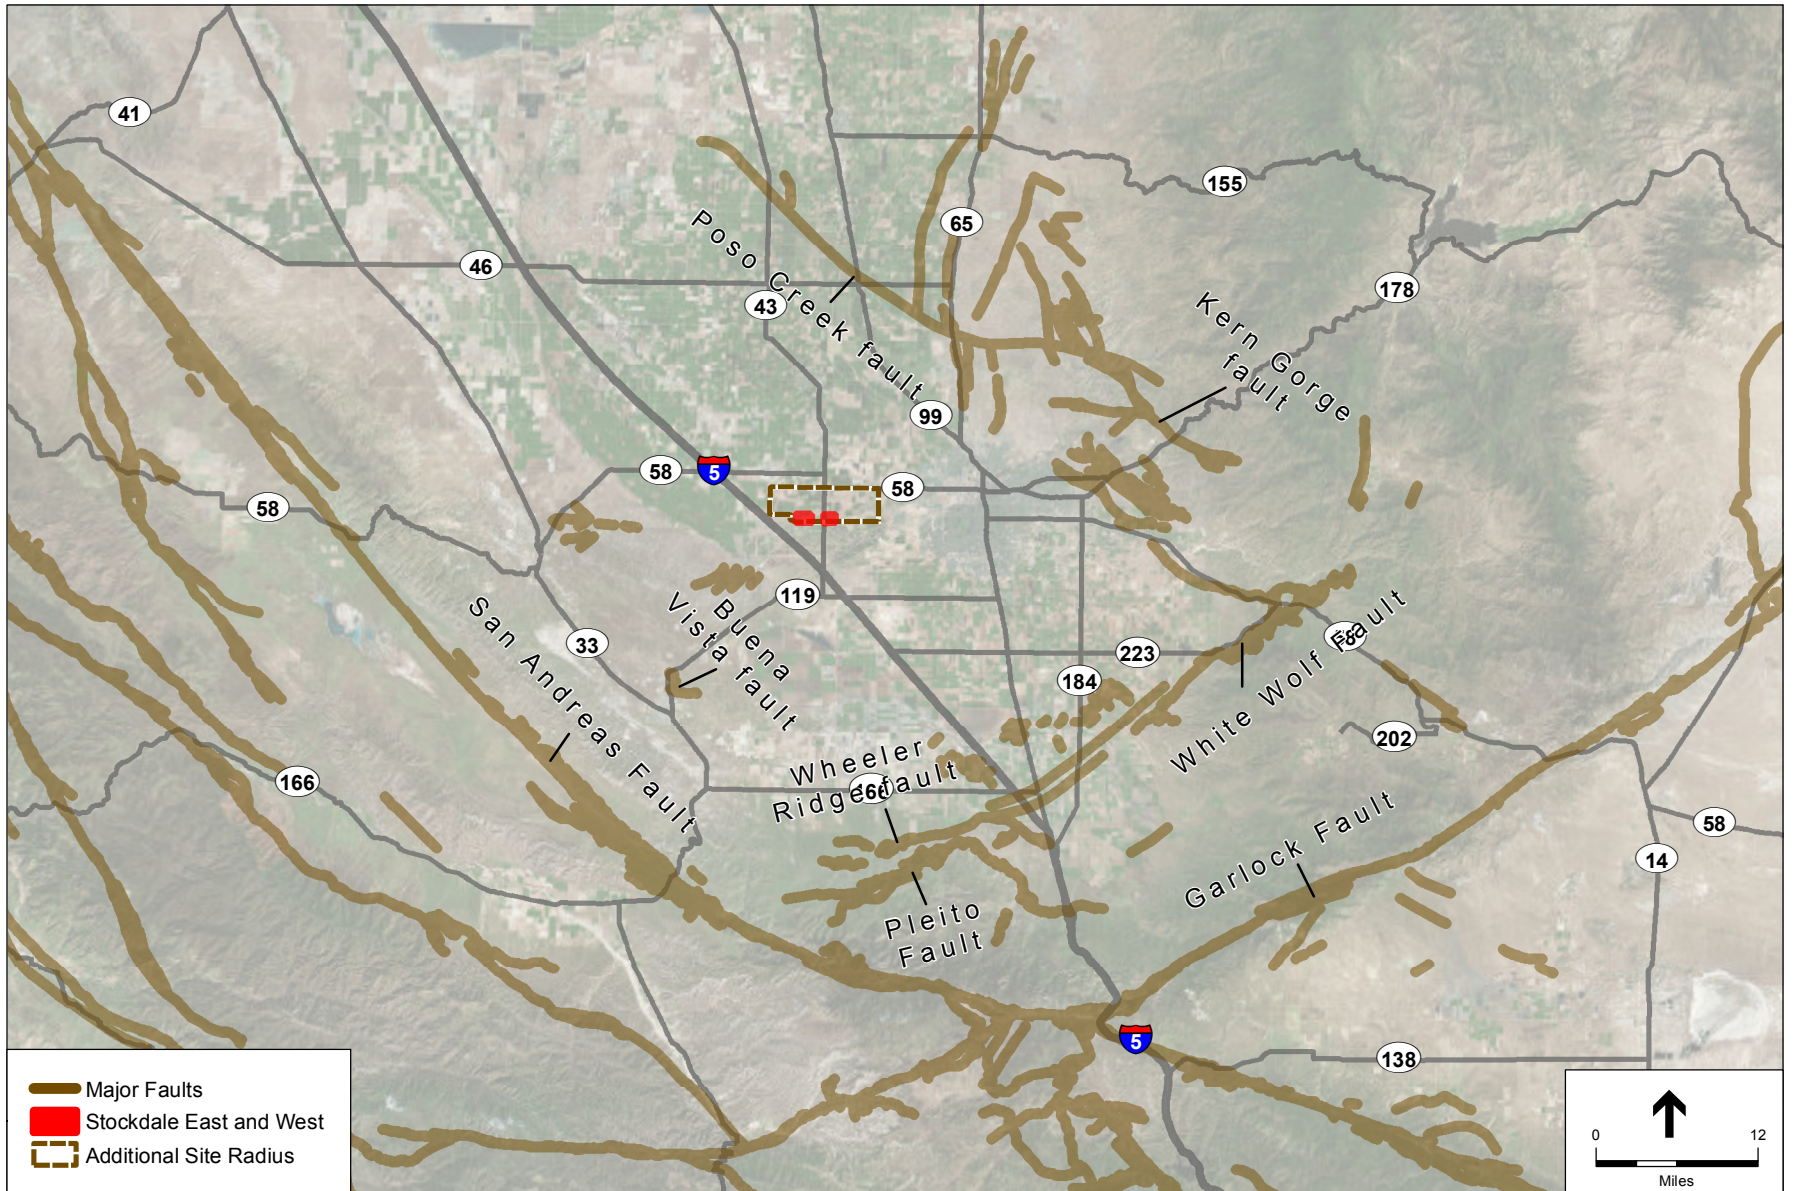 41
155
65
46
Poso Creek fault
43
178
Kern Gorge
fault
99
58
5
58
58
119
Buena
Vista fault
San Andreas Fault
33
223
184
White Wolf Fault
202
Wheeler
Ridge fault
166
166
58
14
Garlock Fault
Pleito
Fault
5
138
Major Faults
Stockdale East and West
Additional Site Radius
0
12
Miles